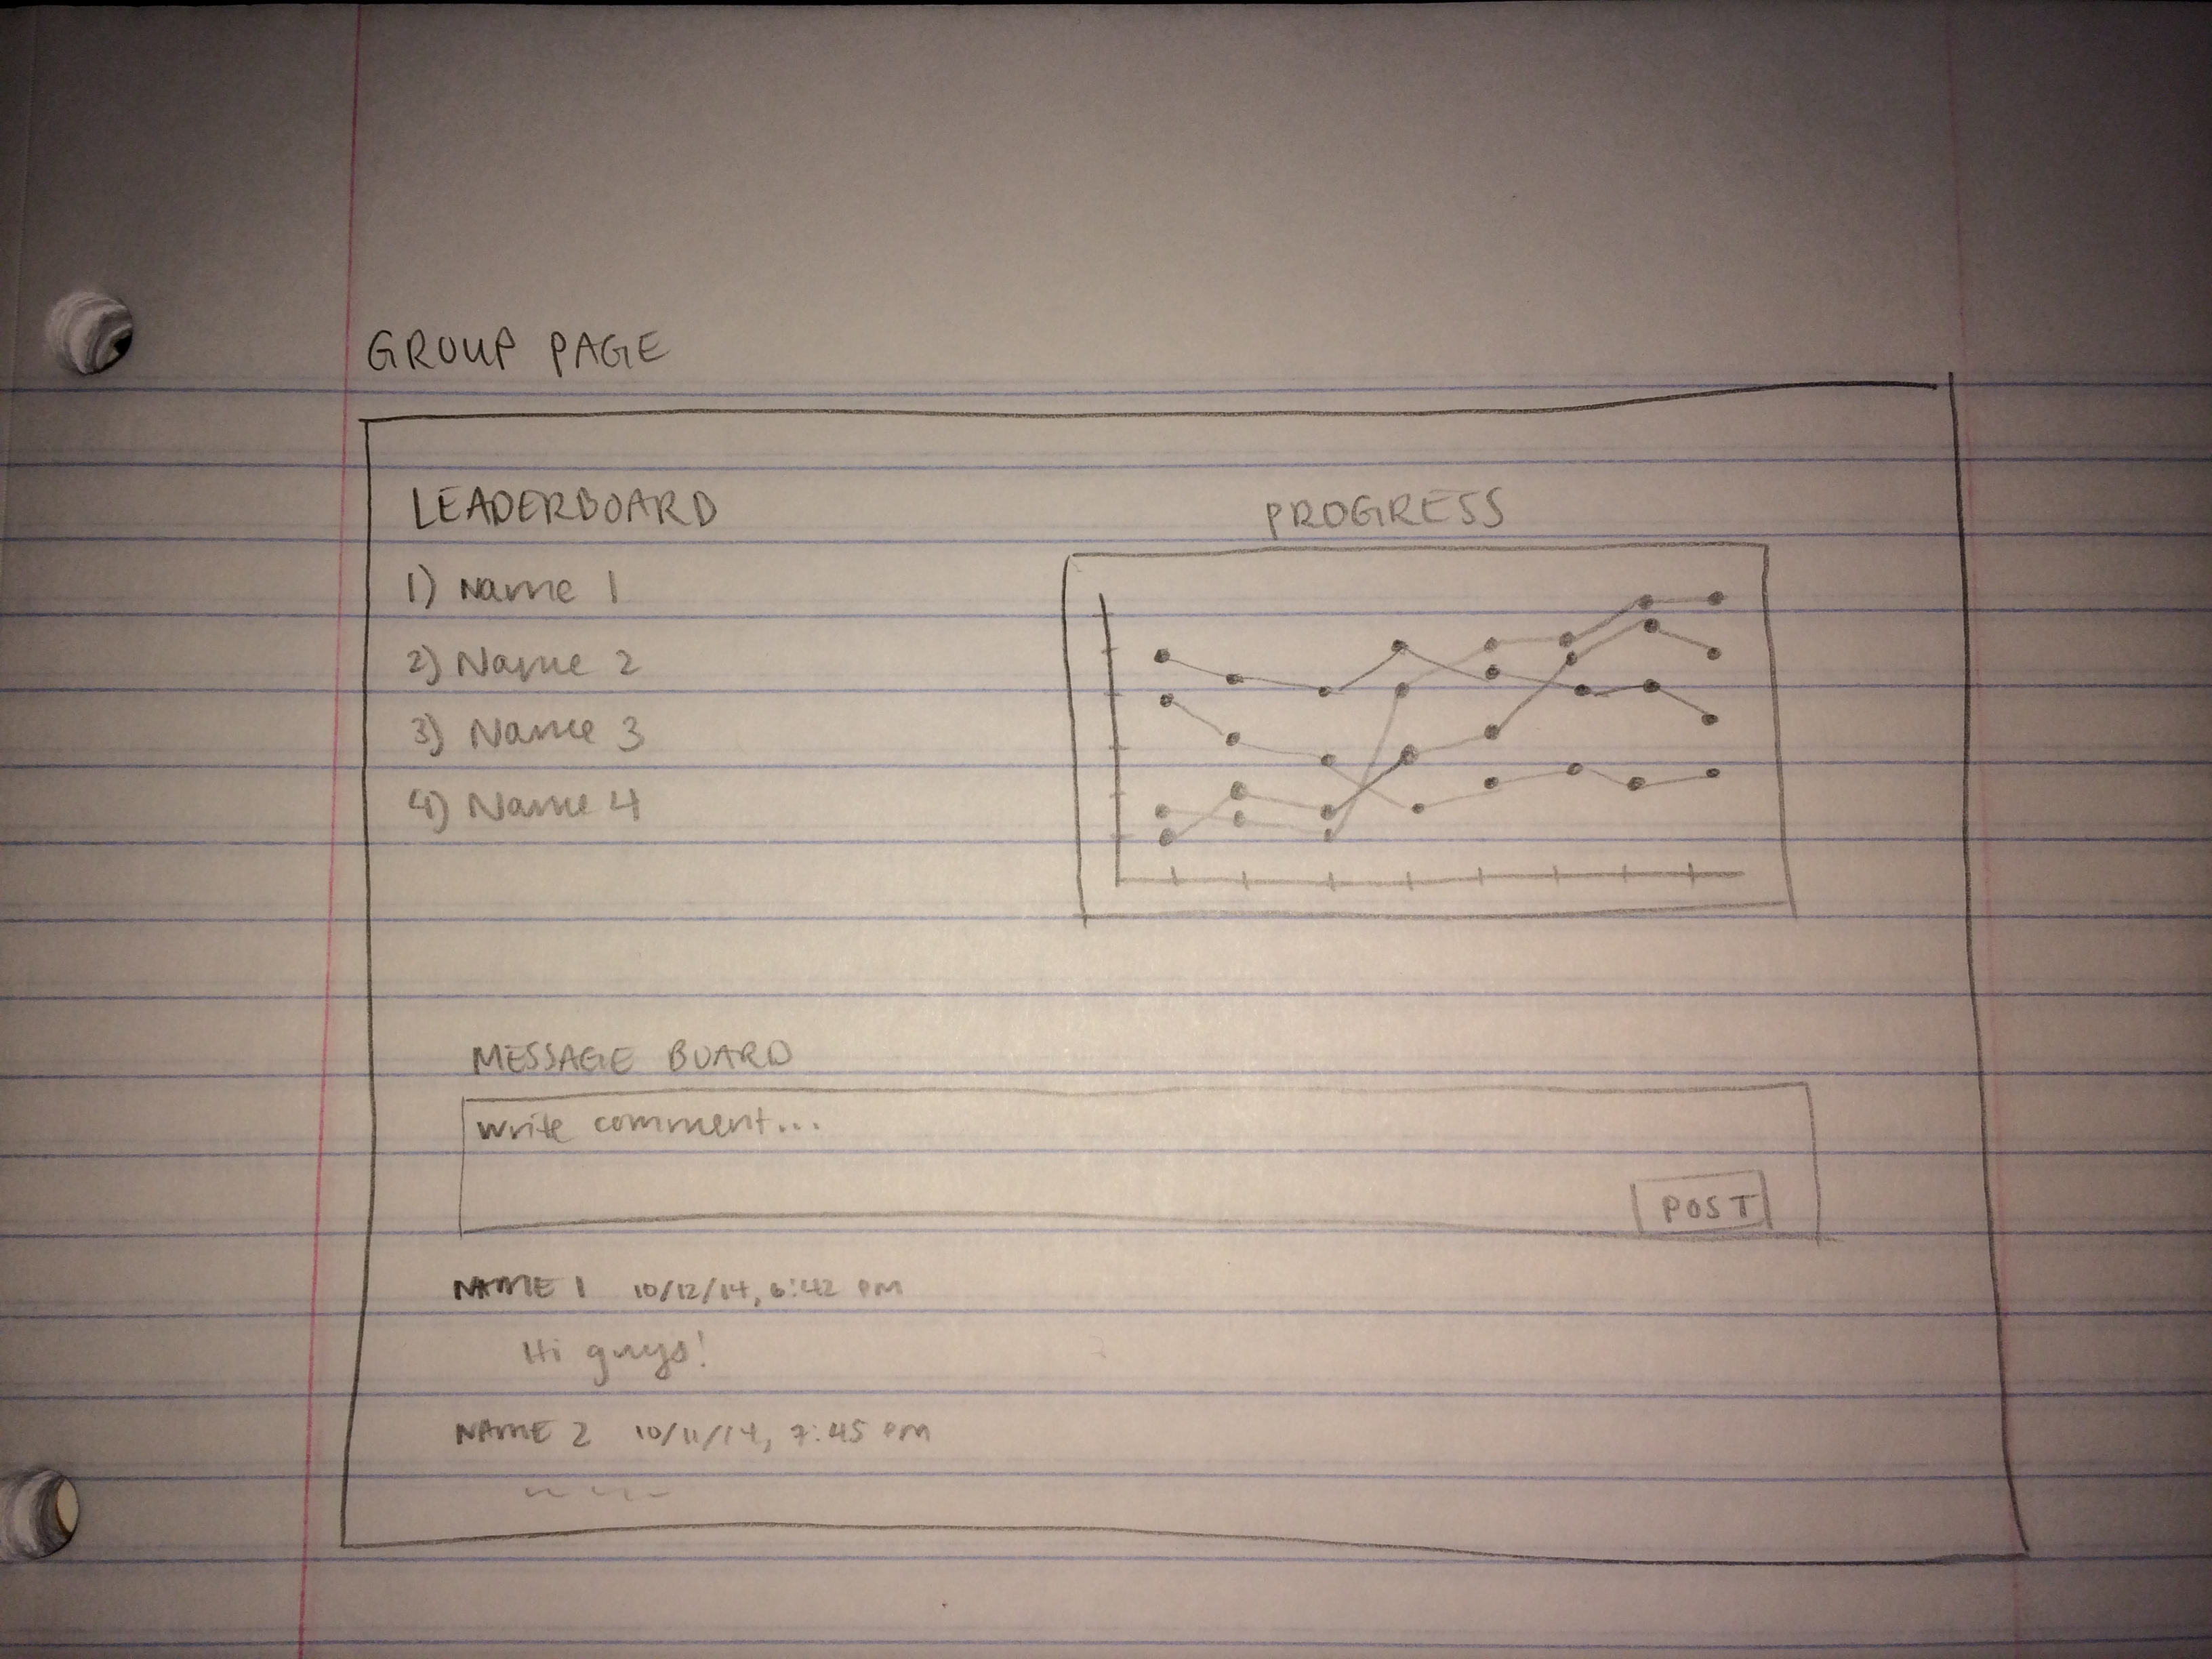 GROUP PAGE
LEADERBOARD
1) Name 1
2) Name 2
3) Name 3
4) Name 4
PROGRESS
MESSAGE BOARD
write comment...
POST
NAME 1 10/12/14, 6:42 PM
Hi guys!
NAME 2 10/11/14, 7:45 PM